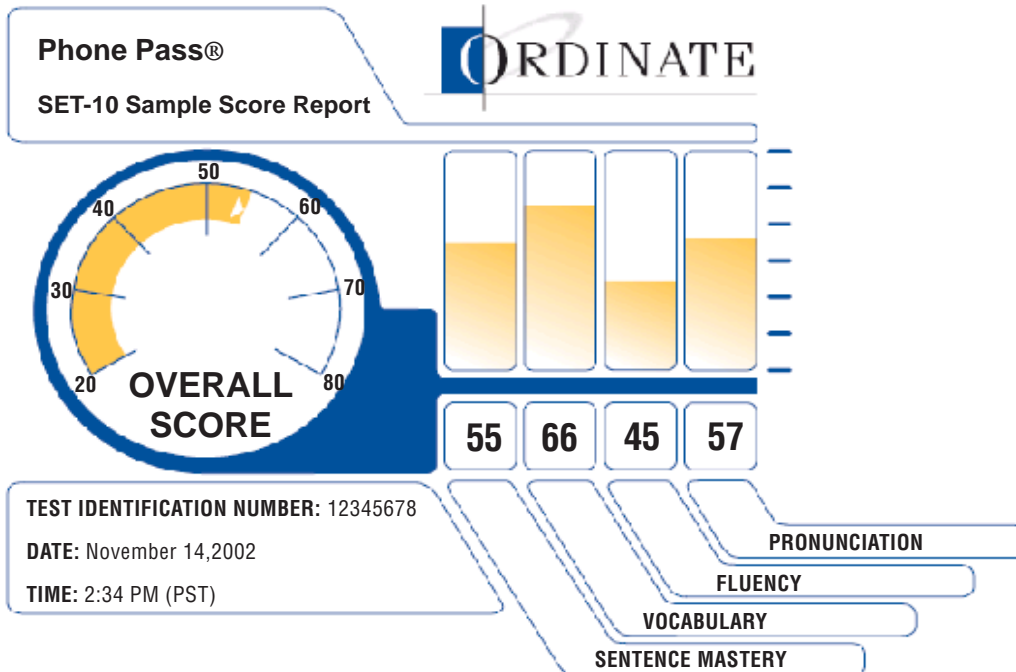 Phone Pass®
ORDINATE
SET-10 Sample Score Report
50
40
60
30
70
20
80
OVERALL
SCORE
55 66 45 57
TEST IDENTIFICATION NUMBER: 12345678
DATE: November 14,2002
TIME: 2:34 PM (PST)
PRONUNCIATION
FLUENCY
VOCABULARY
SENTENCE MASTERY